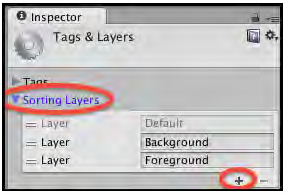 Inspector
Tags & Layers
Tags
Sorting Layers
Layer Default
Layer Background
Layer Foreground